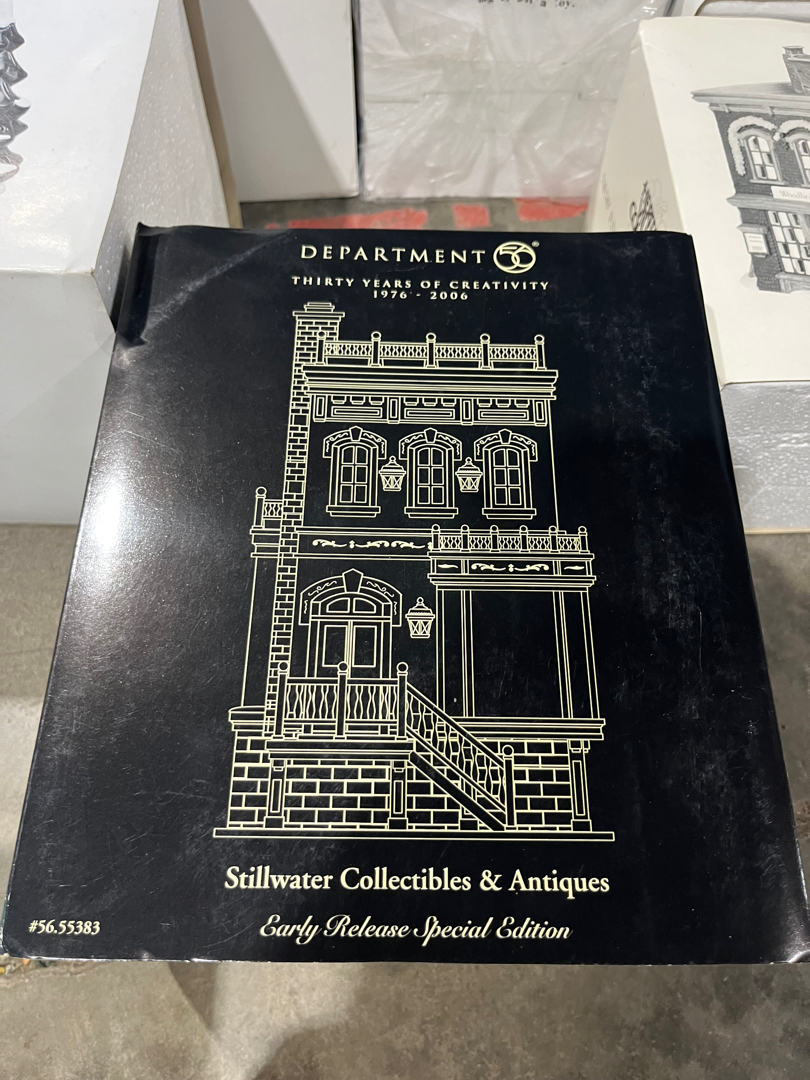 DEPARTMENT 56®
THIRTY YEARS OF CREATIVITY
1976 - 2006
Stillwater Collectibles & Antiques
#56.55383
Early Release Special Edition